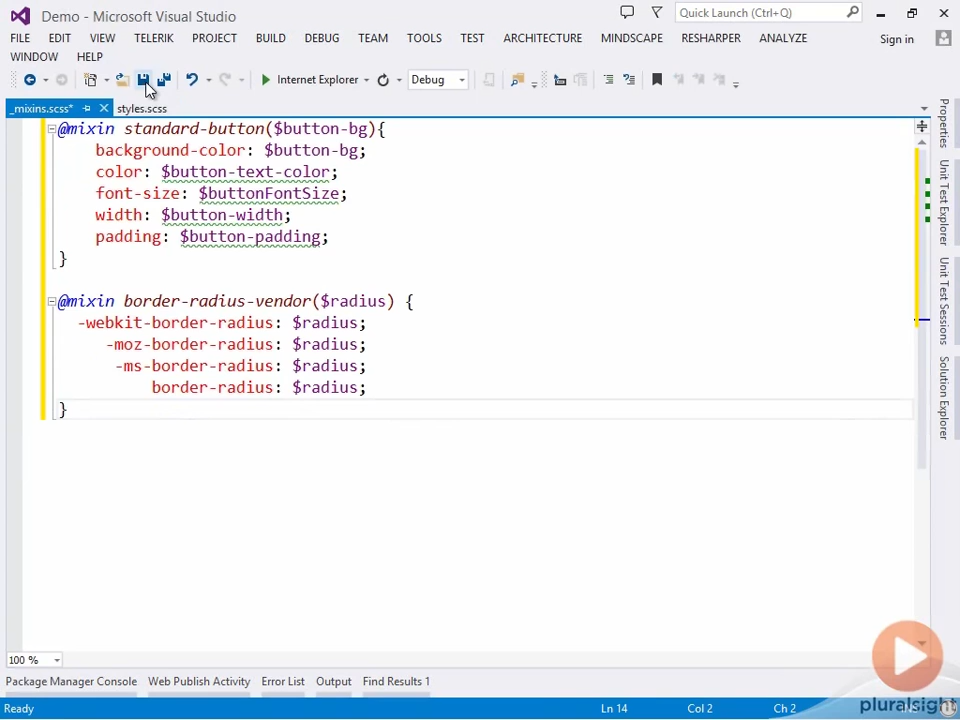 Demo - Microsoft Visual Studio
Quick Launch (Ctrl+Q)
FILE EDIT VIEW TELERIK PROJECT BUILD DEBUG TEAM TOOLS TEST ARCHITECTURE MINDSCAPE RESHARPER ANALYZE
Sign in
WINDOW HELP
Internet Explorer Debug
_mixins.scss* styles.scss
@mixin standard-button($button-bg){
background-color: $button-bg;
color: $button-text-color;
font-size: $buttonFontSize;
width: $button-width;
padding: $button-padding;
}
@mixin border-radius-vendor($radius) {
-webkit-border-radius: $radius;
-moz-border-radius: $radius;
-ms-border-radius: $radius;
border-radius: $radius;
}
Properties
Unit Test Explorer
Unit Test Sessions
Solution Explorer
100 %
Package Manager Console Web Publish Activity Error List Output Find Results 1
Ready Ln 14 Col 2 Ch 2
pluralsight